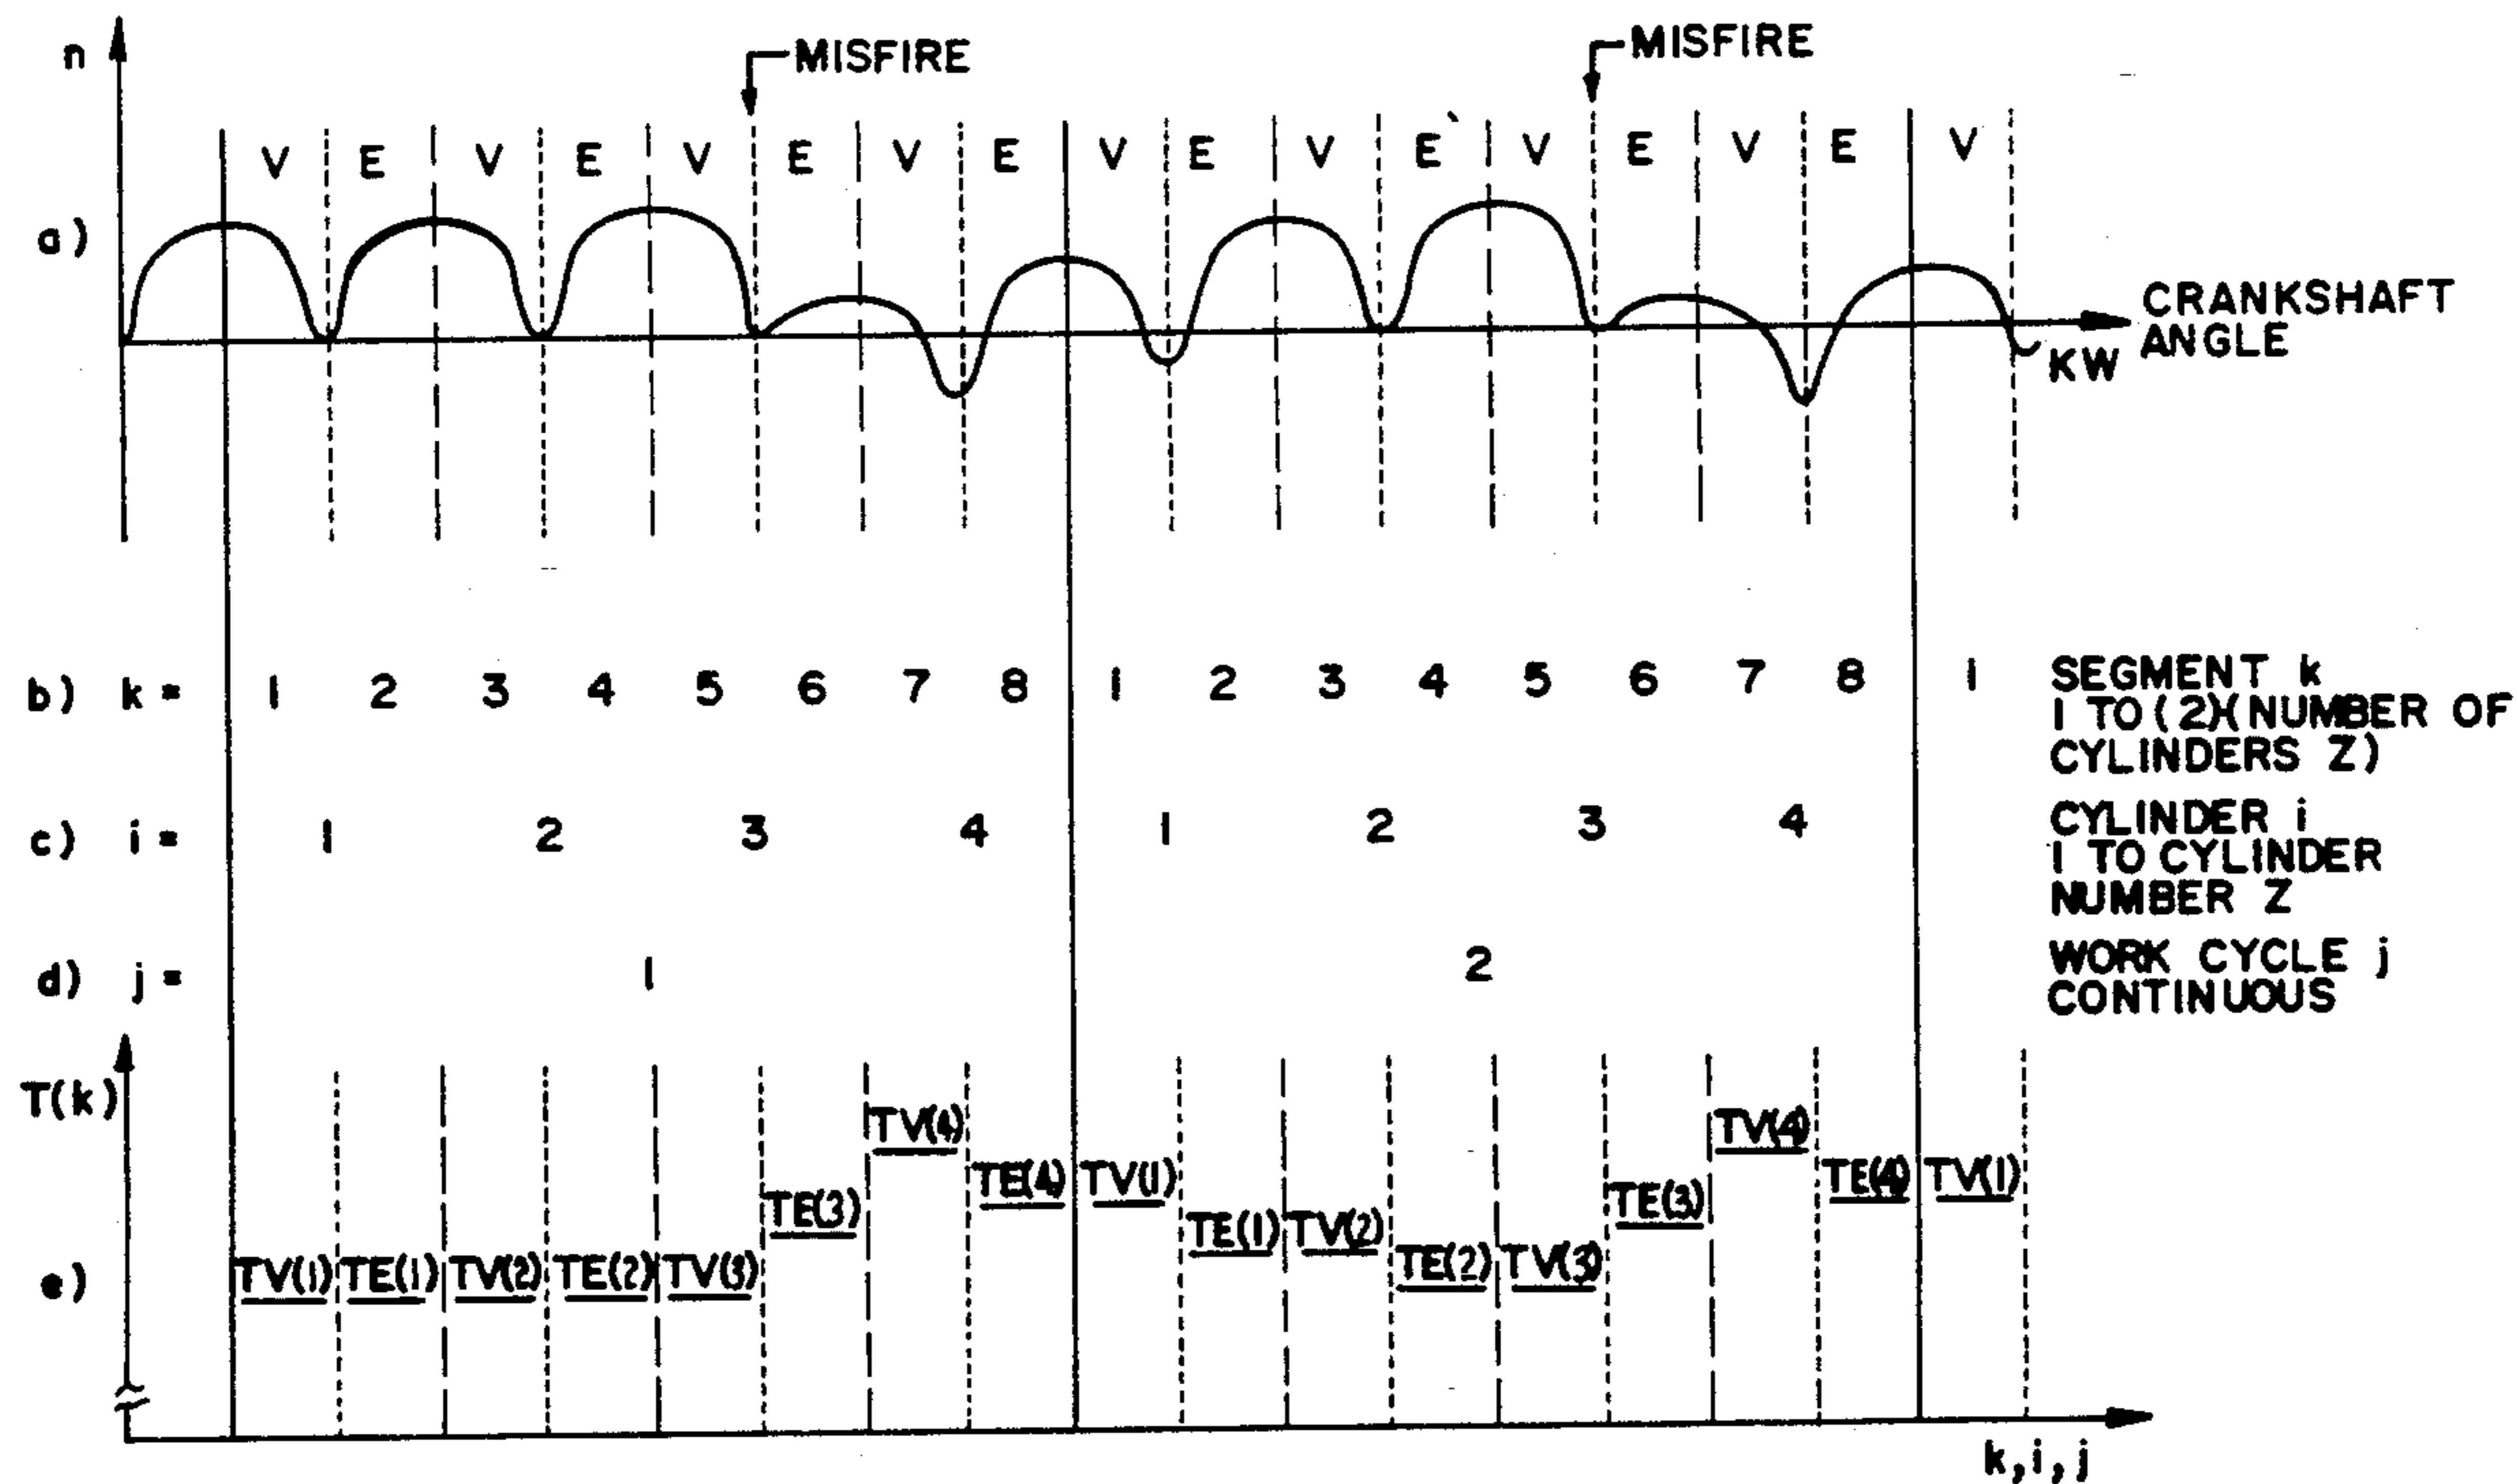 n
MISFIRE
MISFIRE
V E V E V E V E V E V E` V E V E V
a)
CRANKSHAFT
ANGLE
KW
b) k = 1 2 3 4 5 6 7 8 1 2 3 4 5 6 7 8 1
SEGMENT k
1 TO (2)(NUMBER OF
CYLINDERS Z)
c) i = 1 2 3 4 1 2 3 4
CYLINDER i
1 TO CYLINDER
NUMBER Z
d) j = 1 2
WORK CYCLE j
CONTINUOUS
T(k)
e)
TV(1) TE(1) TV(2) TE(2) TV(3) TE(3) TV(4) TE(4) TV(1) TE(1) TV(2) TE(2) TV(3) TE(3) TV(4) TE(4) TV(1)
k,i,j